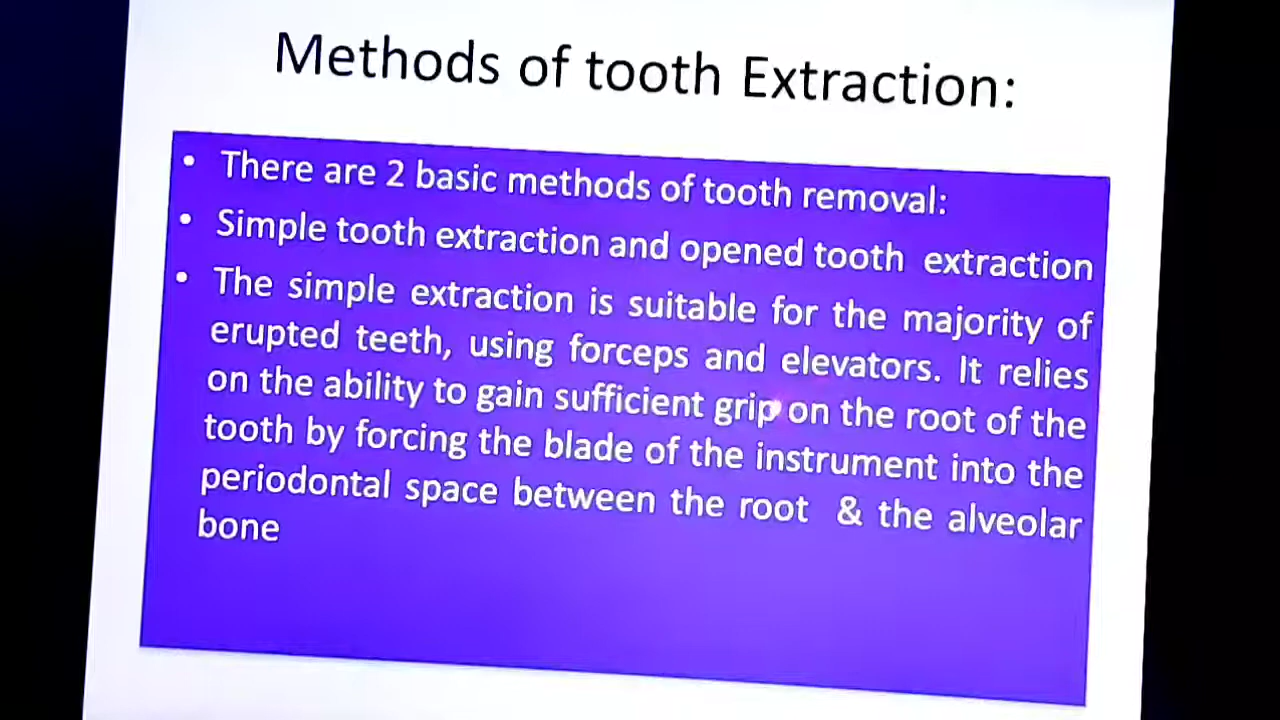 Methods of tooth Extraction:
• There are 2 basic methods of tooth removal:
• Simple tooth extraction and opened tooth extraction
• The simple extraction is suitable for the majority of
erupted teeth, using forceps and elevators. It relies
on the ability to gain sufficient grip on the root of the
tooth by forcing the blade of the instrument into the
periodontal space between the root & the alveolar
bone